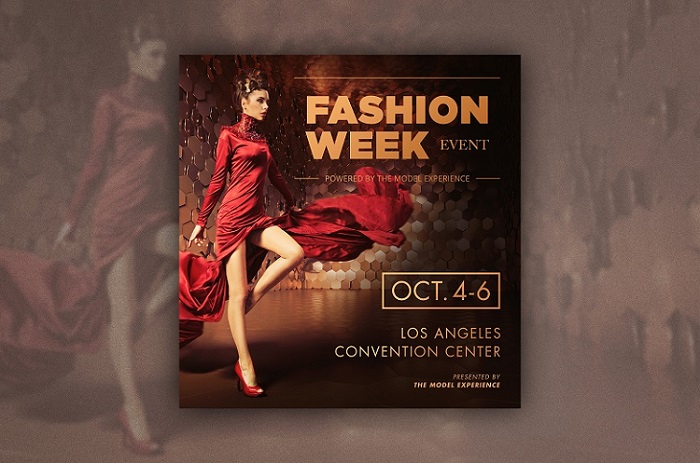 FASHION
WEEK EVENT
POWERED BY THE MODEL EXPERIENCE
OCT. 4-6
LOS ANGELES
CONVENTION CENTER
PRESENTED BY
THE MODEL EXPERIENCE